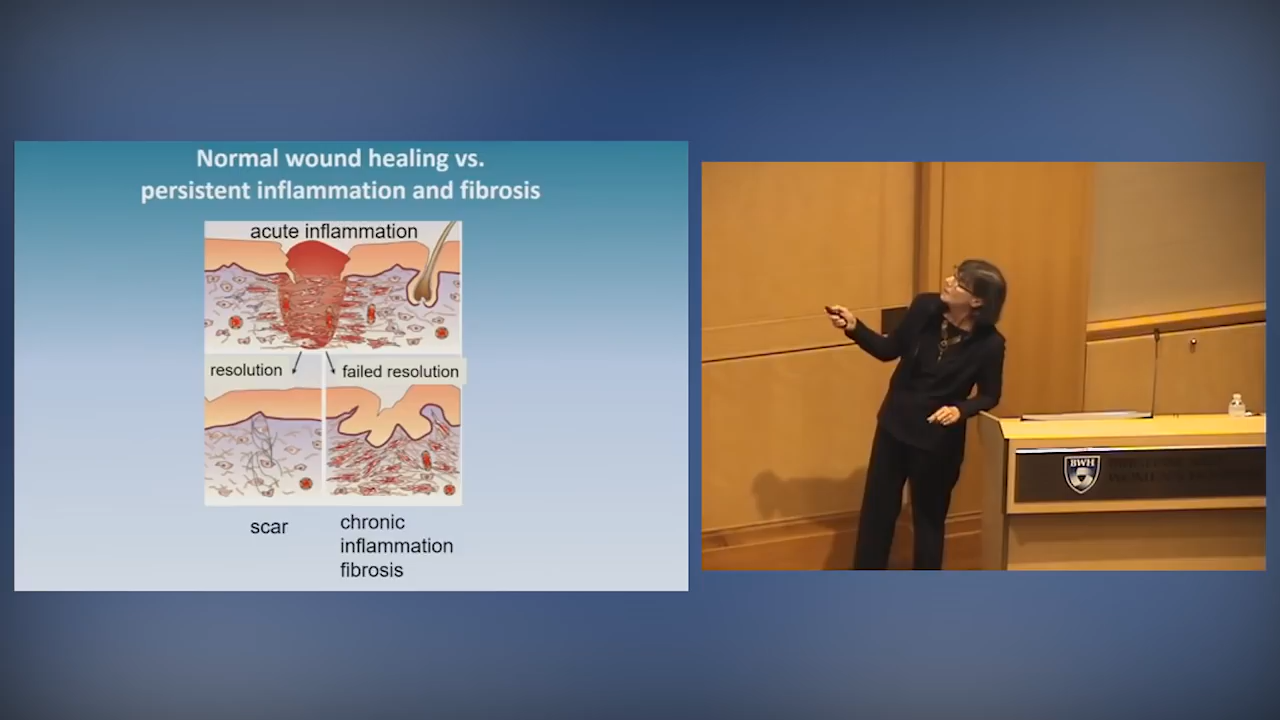 Normal wound healing vs.
persistent inflammation and fibrosis
acute inflammation
resolution
failed resolution
scar
chronic
inflammation
fibrosis
BWH